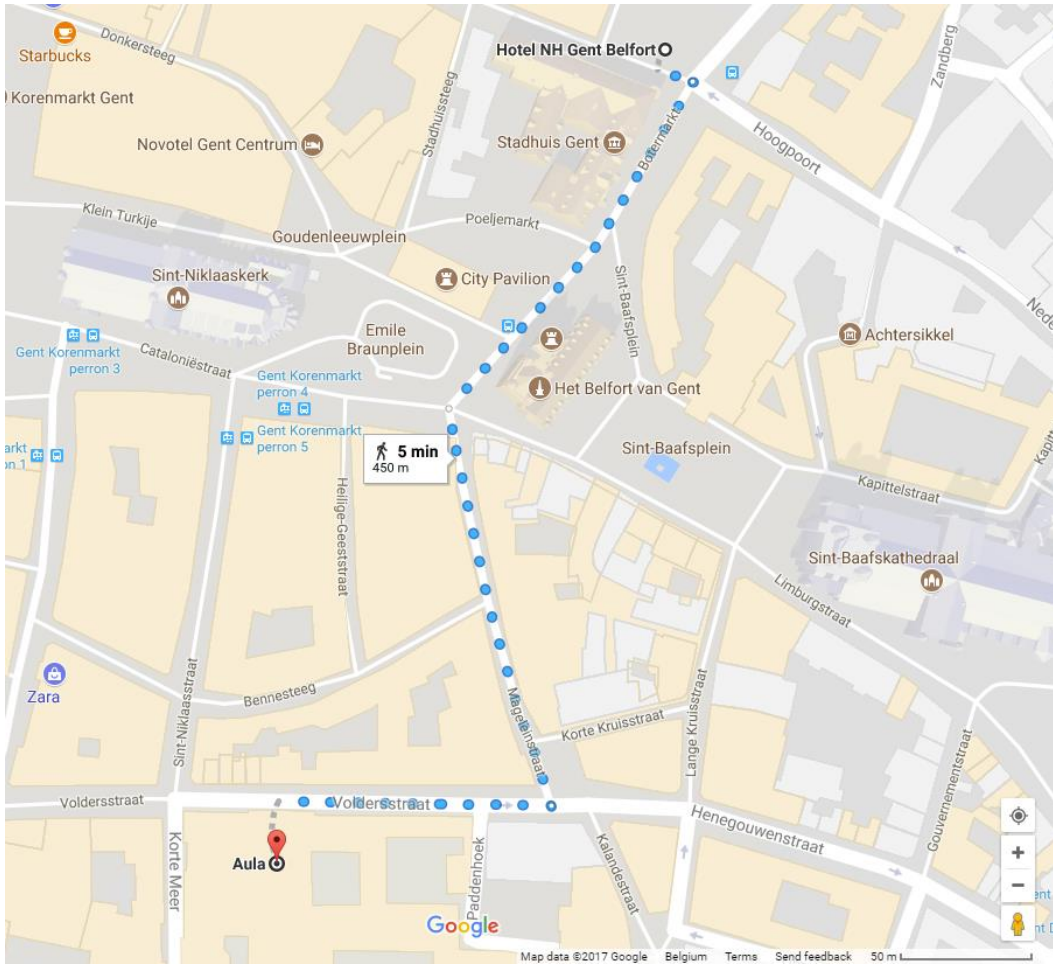 Starbucks
Donkersteeg
Korenmarkt Gent
Novotel Gent Centrum
Stadhuissteeg
Hotel NH Gent Belfort
Stadhuis Gent
Botermarkt
Hoogpoort
Zandberg
Klein Turkije
Goudenleeuwplein
Poeljemarkt
Sint-Niklaaskerk
City Pavilion
Sint-Baafsplein
Emile
Braunplein
Achtersikkel
Gent Korenmarkt
perron 3
Cataloniëstraat
Gent Korenmarkt
perron 4
Het Belfort van Gent
Gent Korenmarkt
perron 5
5 min
450 m
Sint-Baafsplein
Kapittelstraat
Heilige-Geeststraat
Sint-Baafskathedraal
Limburgstraat
Zara
Bennesteeg
Sint-Niklaasstraat
Mageleinstraat
Korte Kruisstraat
Lange Kruisstraat
Gouvernementstraat
Voldersstraat
Voldersstraat
Henegouwenstraat
Korte Meer
Aula
Paddenhoek
Kalandestraat
Google
Map data ©2017 Google Belgium Terms Send feedback 50 m